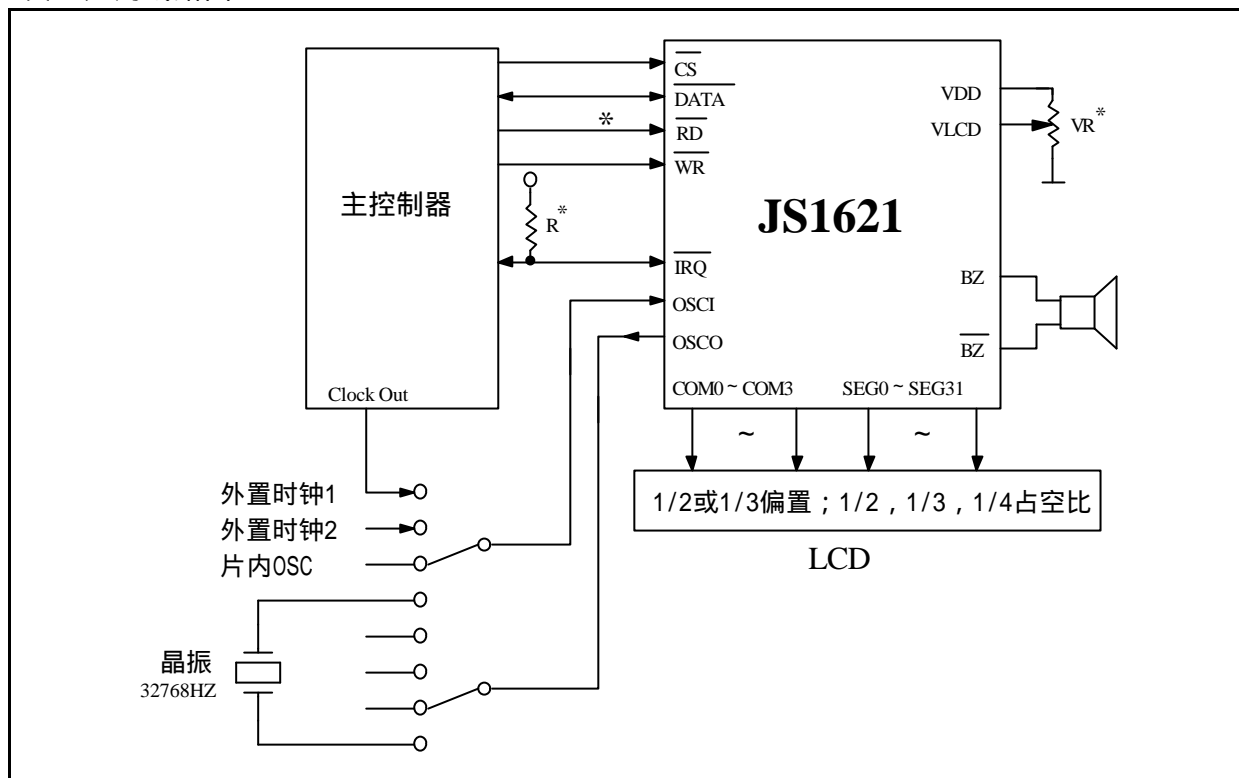 CS
DATA
RD
WR
IRQ
OSCI
OSCO
VDD
VLCD
VR*
*
主控制器
R*
JS1621
BZ
BZ
COM0~COM3
SEG0~SEG31
Clock Out
~
~
外置时钟1
外置时钟2
片内OSC
1/2或1/3偏置；1/2，1/3，1/4占空比
LCD
晶振
32768HZ